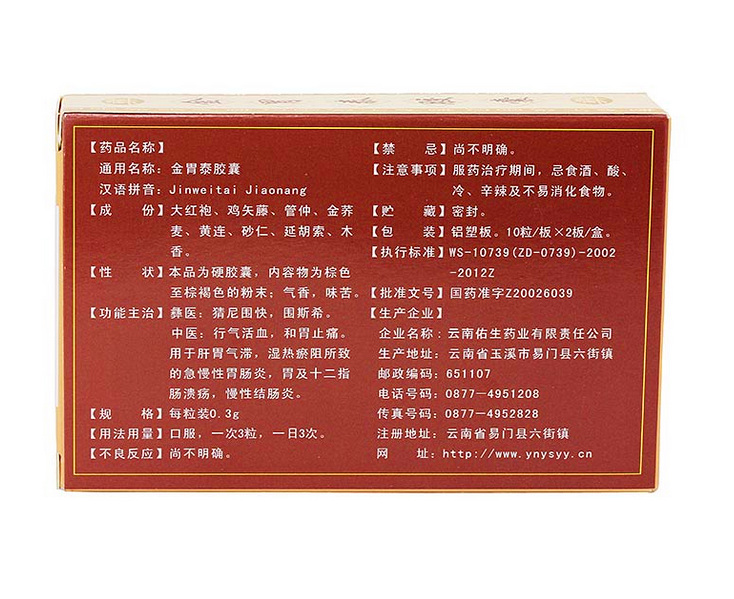 【药品名称】
通用名称：金胃泰胶囊
汉语拼音：Jinweitai Jiaonang
【成　份】大红袍、鸡矢藤、管仲、金荞
麦、黄连、砂仁、延胡索、木
香。
【性　状】本品为硬胶囊，内容物为棕色
至棕褐色的粉末；气香，味苦。
【功能主治】彝医：猜尼围快，围斯希。
中医：行气活血，和胃止痛。
用于肝胃气滞，湿热瘀阻所致
的急慢性胃肠炎，胃及十二指
肠溃疡，慢性结肠炎。
【规　格】每粒装0.3g
【用法用量】口服，一次3粒，一日3次。
【不良反应】尚不明确。
【禁　忌】尚不明确。
【注意事项】服药治疗期间，忌食酒、酸、
冷、辛辣及不易消化食物。
【贮　藏】密封。
【包　装】铝塑板。10粒/板×2板/盒。
【执行标准】WS-10739(ZD-0739)-2002
-2012Z
【批准文号】国药准字Z20026039
【生产企业】
企业名称：云南佑生药业有限责任公司
生产地址：云南省玉溪市易门县六街镇
邮政编码：651107
电话号码：0877-4951208
传真号码：0877-4952828
注册地址：云南省易门县六街镇
网　址：http://www.ynysyy.cn